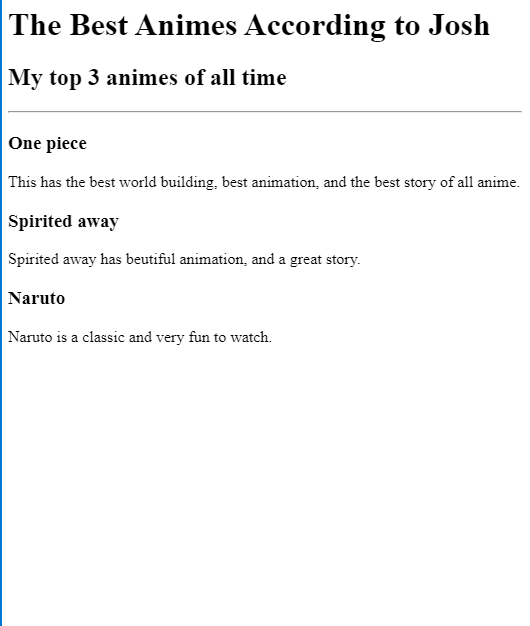 The Best Animes According to Josh
My top 3 animes of all time
One piece
This has the best world building, best animation, and the best story of all anime.
Spirited away
Spirited away has beutiful animation, and a great story.
Naruto
Naruto is a classic and very fun to watch.